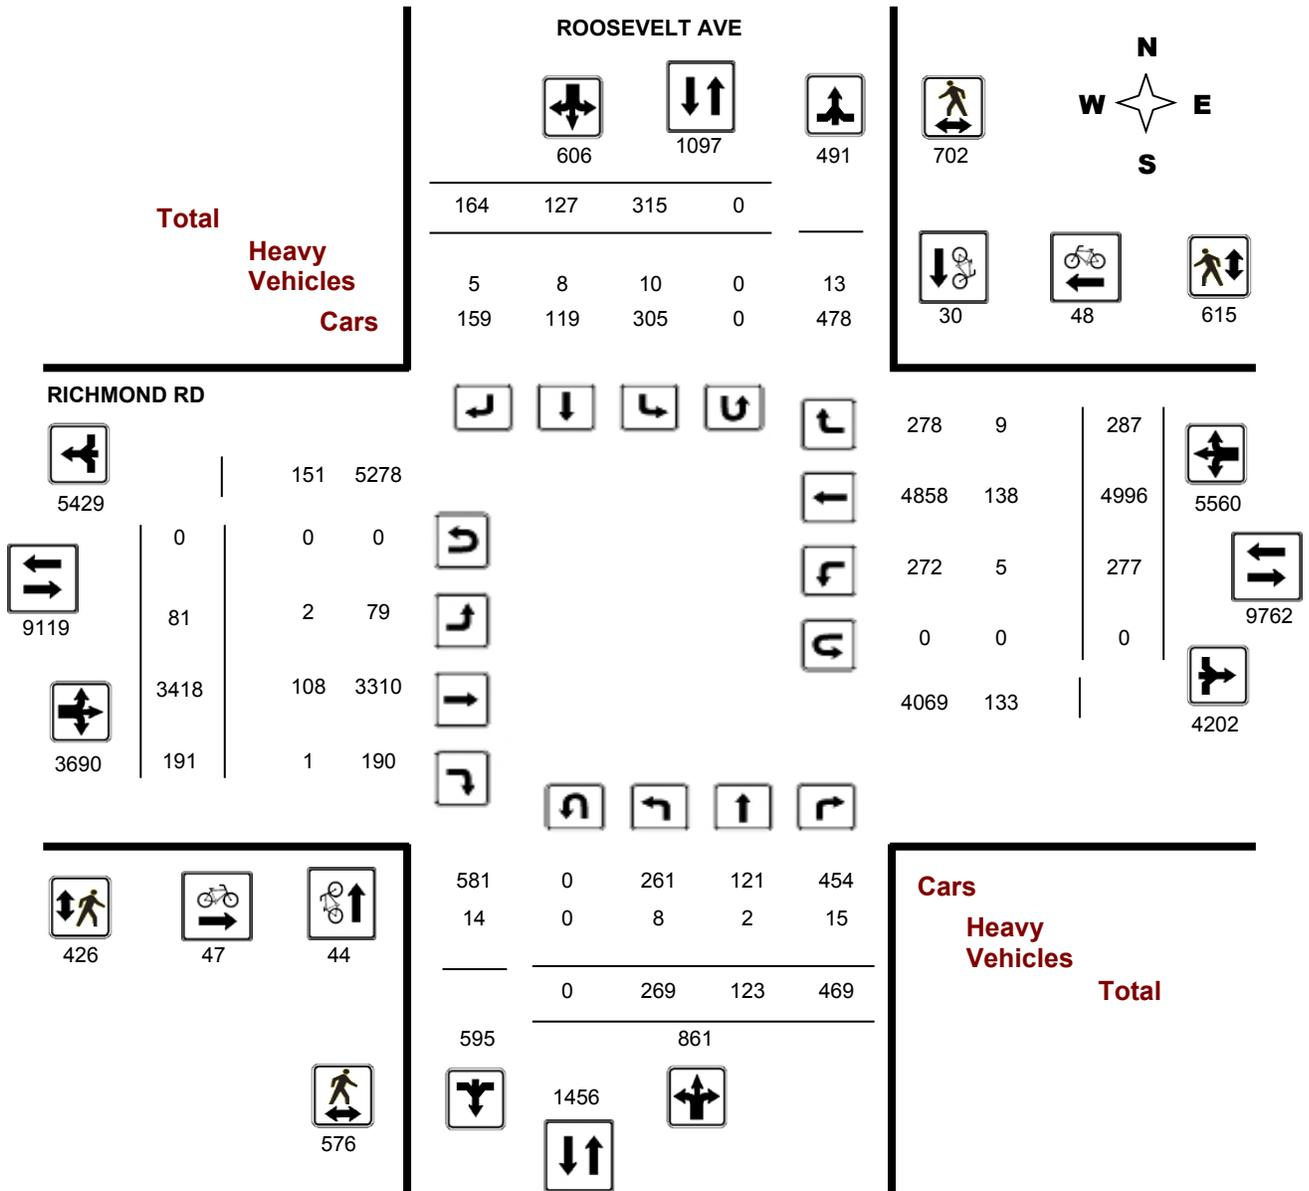 ROOSEVELT AVE
N
W E
S
606 1097 491 702
164 127 315 0
Total
Heavy
Vehicles
Cars
5 8 10 0 13
159 119 305 0 478
30 48 615
RICHMOND RD
5429
151 5278
0 0 0
9119
81 2 79
3418 108 3310
3690
191 1 190
278 9 287
5560
4858 138 4996
272 5 277
9762
0 0 0
4069 133
4202
581 0 261 121 454
14 0 8 2 15
0 269 123 469
595 861
1456
426 47 44
576
Cars
Heavy
Vehicles
Total